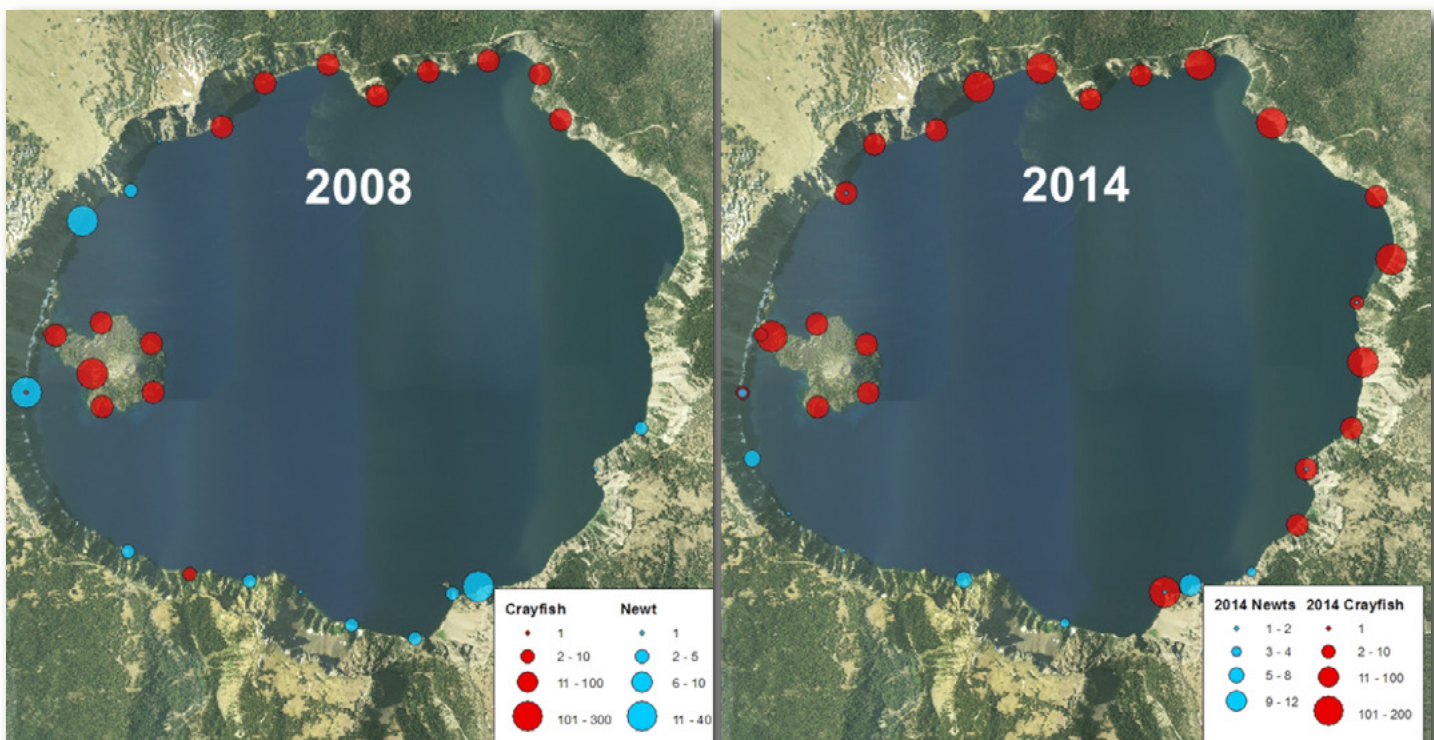 2008
2014
Crayfish Newt
1 1
2 - 10 2 - 5
11 - 100 6 - 10
101 - 300 11 - 40
2014 Newts 2014 Crayfish
1 - 2 1
3 - 4 2 - 10
5 - 8 11 - 100
9 - 12 101 - 200